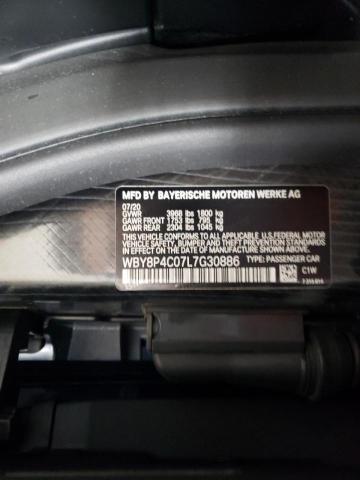 MFD BY BAYERISCHE MOTOREN WERKE AG
07/20
GVWR 3968 lbs 1800 kg
GAWR FRONT 1753 lbs 795 kg
GAWR REAR 2304 lbs 1045 kg
THIS VEHICLE CONFORMS TO ALL APPLICABLE
U.S.FEDERAL MOTOR
VEHICLE SAFETY, BUMPER, AND THEFT PREVENTION
STANDARDS IN EFFECT ON THE DATE OF
MANUFACTURE SHOWN ABOVE.
WBY8P4C07L7G30886 TYPE: PASSENGER CAR
C1W